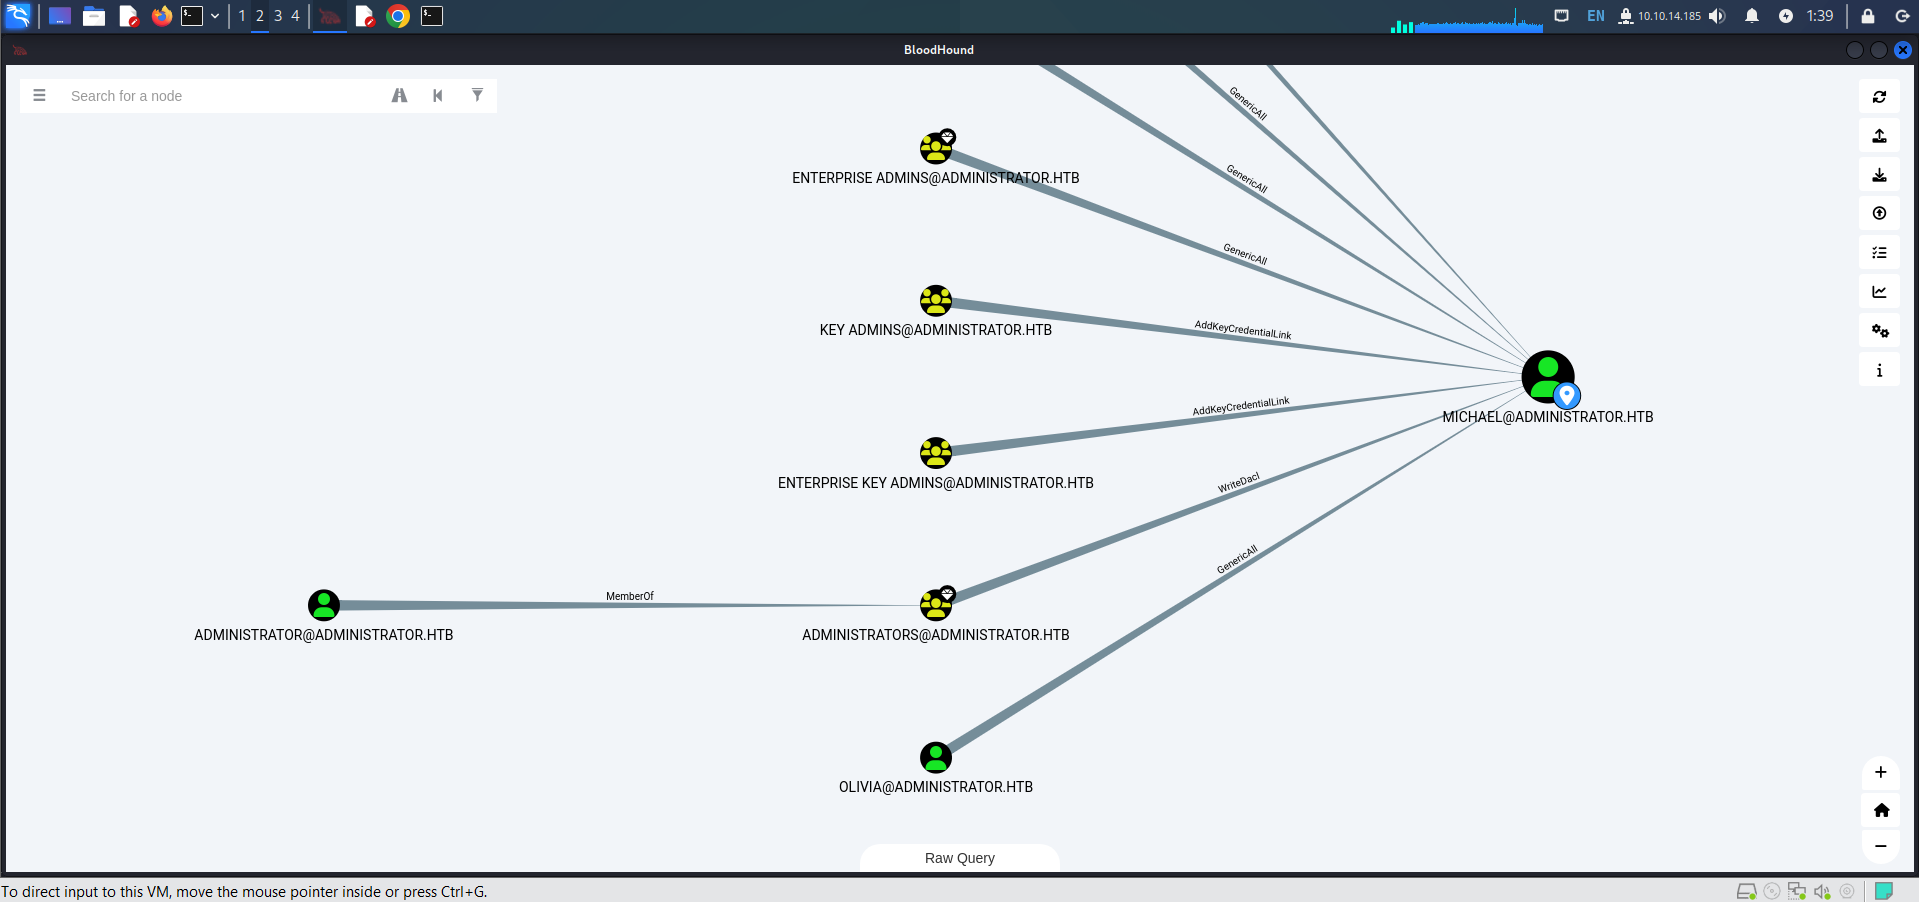 1 2 3 4
EN
10.10.14.185
1:39
BloodHound
Search for a node
GenericAll
ENTERPRISE ADMINS@ADMINISTRATOR.HTB
GenericAll
GenericAll
KEY ADMINS@ADMINISTRATOR.HTB
AddKeyCredentialLink
MICHAEL@ADMINISTRATOR.HTB
AddKeyCredentialLink
ENTERPRISE KEY ADMINS@ADMINISTRATOR.HTB
WriteDacl
GenericAll
MemberOf
ADMINISTRATOR@ADMINISTRATOR.HTB
ADMINISTRATORS@ADMINISTRATOR.HTB
OLIVIA@ADMINISTRATOR.HTB
Raw Query
To direct input to this VM, move the mouse pointer inside or press Ctrl+G.